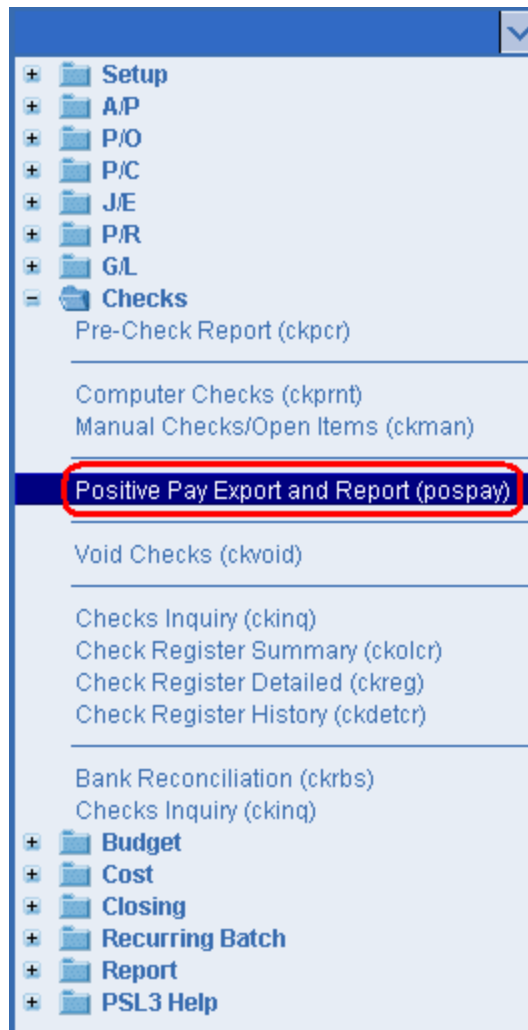 Setup
A/P
P/O
P/C
J/E
P/R
G/L
Checks
Pre-Check Report (ckpcr)
Computer Checks (ckprnt)
Manual Checks/Open Items (ckman)
Positive Pay Export and Report (pospay)
Void Checks (ckvoid)
Checks Inquiry (ckinq)
Check Register Summary (ckolcr)
Check Register Detailed (ckreg)
Check Register History (ckdetcr)
Bank Reconciliation (ckrbs)
Checks Inquiry (ckinq)
Budget
Cost
Closing
Recurring Batch
Report
PSL3 Help